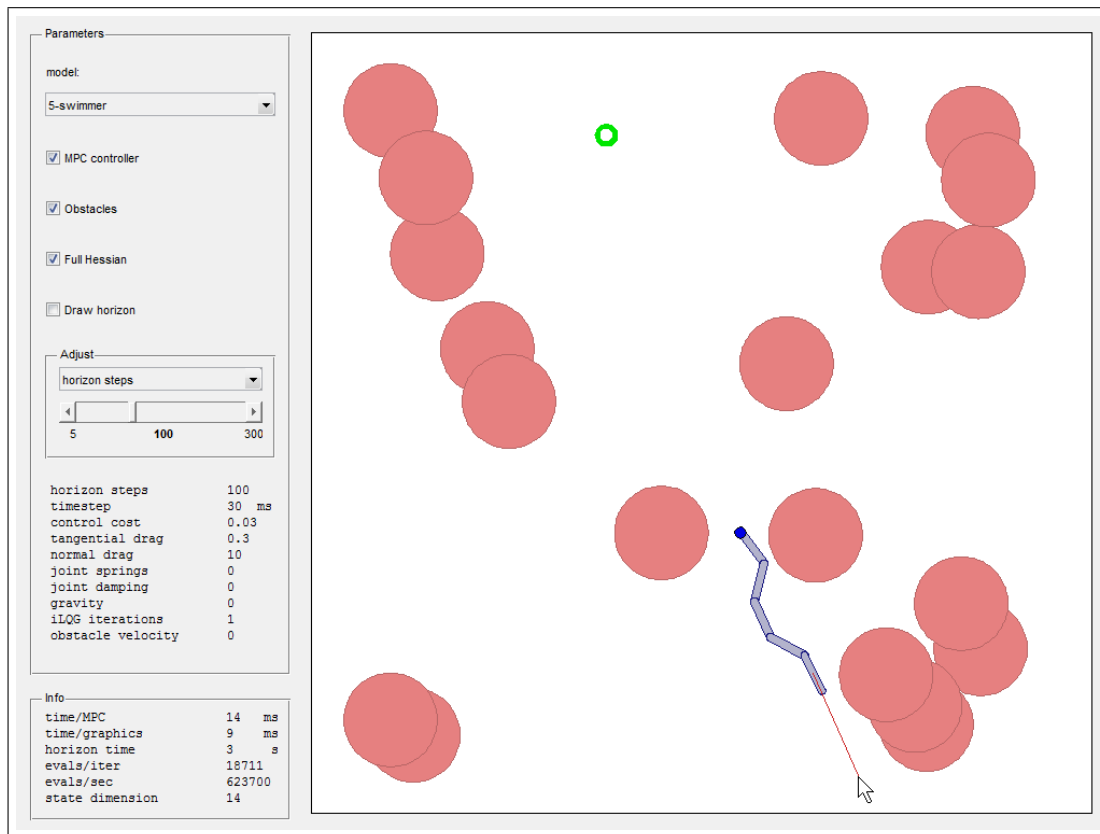 Parameters
model:
5-swimmer
MPC controller
Obstacles
Full Hessian
Draw horizon
Adjust
horizon steps
5 100 300
horizon steps 100
timestep 30 ms
control cost 0.03
tangential drag 0.3
normal drag 10
joint springs 0
joint damping 0
gravity 0
iLQG iterations 1
obstacle velocity 0
Info
time/MPC 14 ms
time/graphics 9 ms
horizon time 3 s
evals/iter 18711
evals/sec 623700
state dimension 14